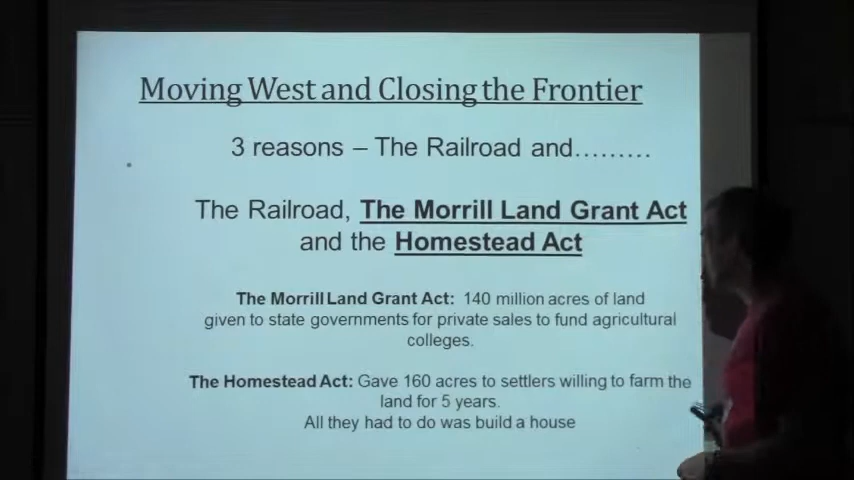 Moving West and Closing the Frontier
3 reasons – The Railroad and.........
The Railroad, The Morrill Land Grant Act
and the Homestead Act
The Morrill Land Grant Act: 140 million acres of land
given to state governments for private sales to fund agricultural
colleges.
The Homestead Act: Gave 160 acres to settlers willing to farm the
land for 5 years.
All they had to do was build a house